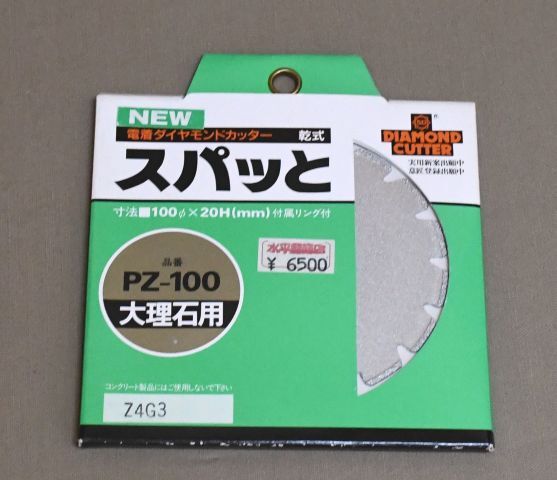 NEW
電着ダイヤモンドカッター 乾式
スパッと
寸法■100φ×20H(mm)付属リング付
DIAMOND
CUTTER
実用新案出願中
意匠登録出願中
¥ 6500
品番
PZ-100
大理石用
コンクリート製品にはご使用しないで下さい
Z4G3